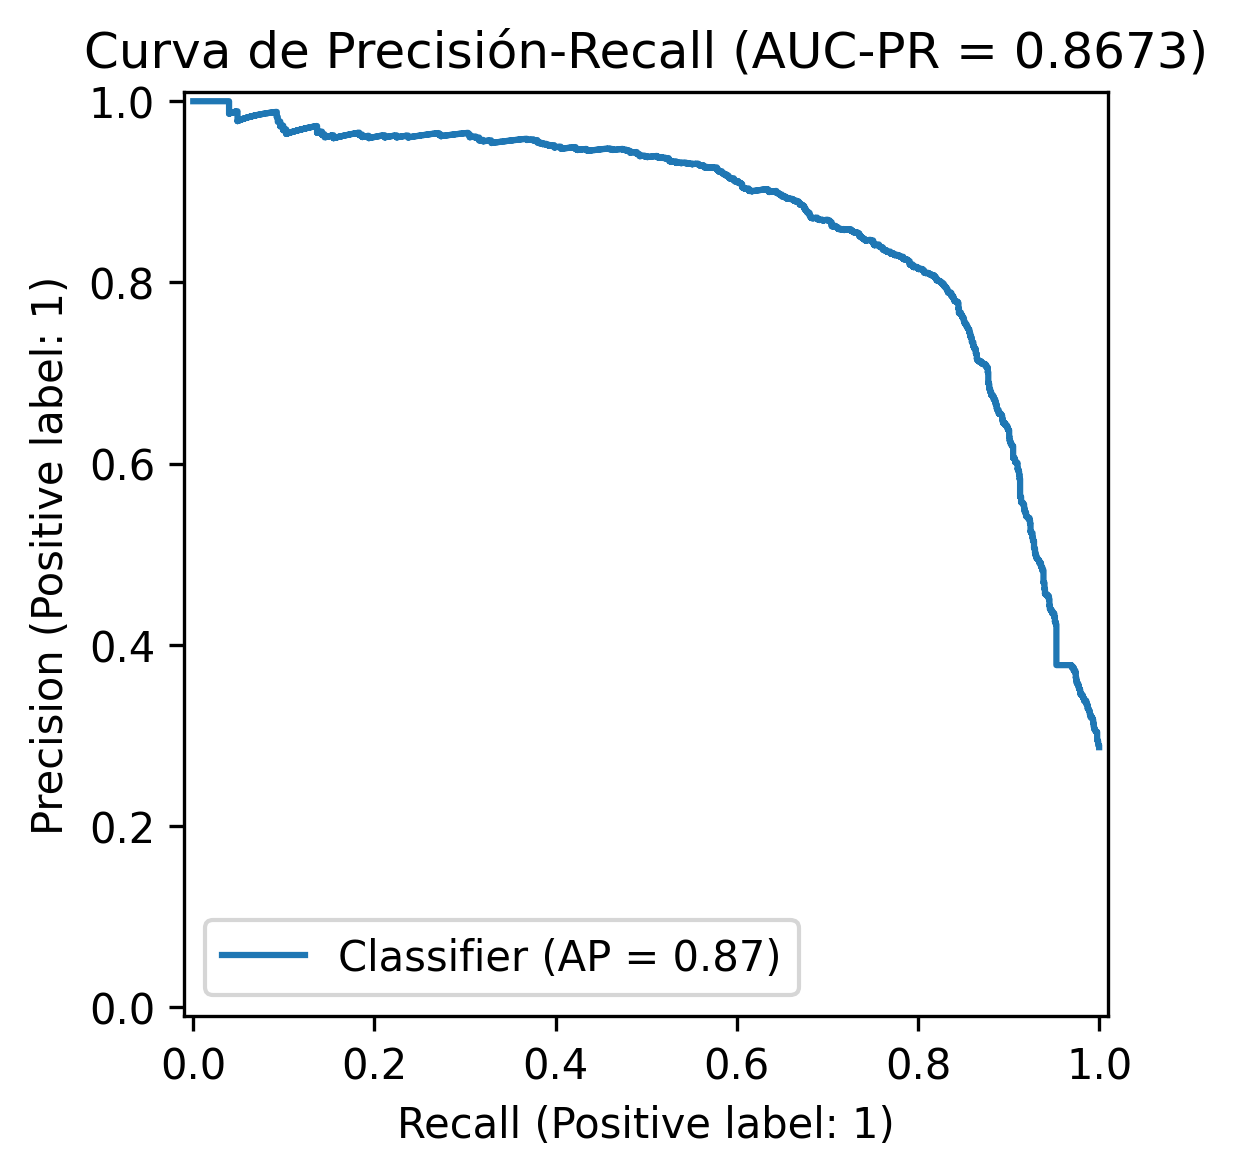 Curva de Precisión-Recall (AUC-PR = 0.8673)
Precision (Positive label: 1)
1.0
0.8
0.6
0.4
0.2
0.0
Classifier (AP = 0.87)
0.0 0.2 0.4 0.6 0.8 1.0
Recall (Positive label: 1)